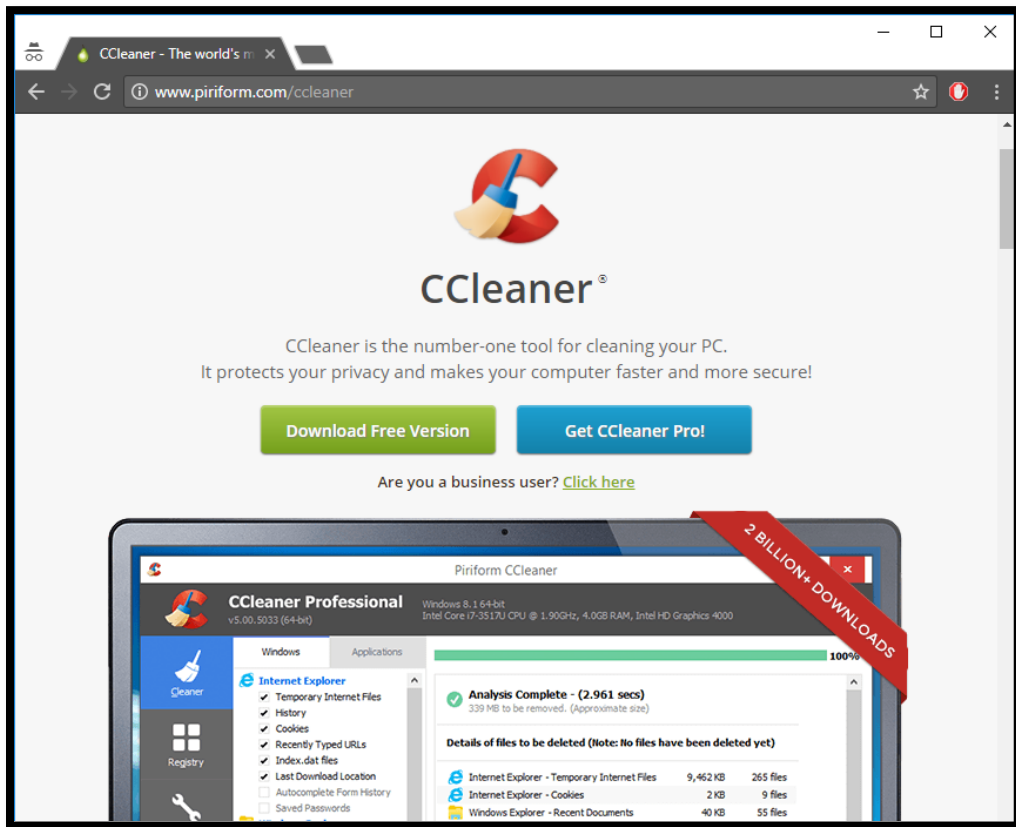 CCleaner - The world's m
www.piriform.com/ccleaner
CCleaner®
CCleaner is the number-one tool for cleaning your PC.
It protects your privacy and makes your computer faster and more secure!
Download Free Version
Get CCleaner Pro!
Are you a business user? Click here
2 BILLION+ DOWNLOADS
Piriform CCleaner
CCleaner Professional
v5.00.5033 (64-bit)
Windows 8.1 64-bit
Intel Core i7-3517U CPU @ 1.90GHz, 4.0GB RAM, Intel HD Graphics 4000
Cleaner
Registry
Windows
Applications
Internet Explorer
Temporary Internet Files
History
Cookies
Recently Typed URLs
Index.dat files
Last Download Location
Autocomplete Form History
Saved Passwords
100%
Analysis Complete - (2.961 secs)
339 MB to be removed. (Approximate size)
Details of files to be deleted (Note: No files have been deleted yet)
Internet Explorer - Temporary Internet Files 9,462 KB 265 files
Internet Explorer - Cookies 2 KB 9 files
Windows Explorer - Recent Documents 40 KB 55 files